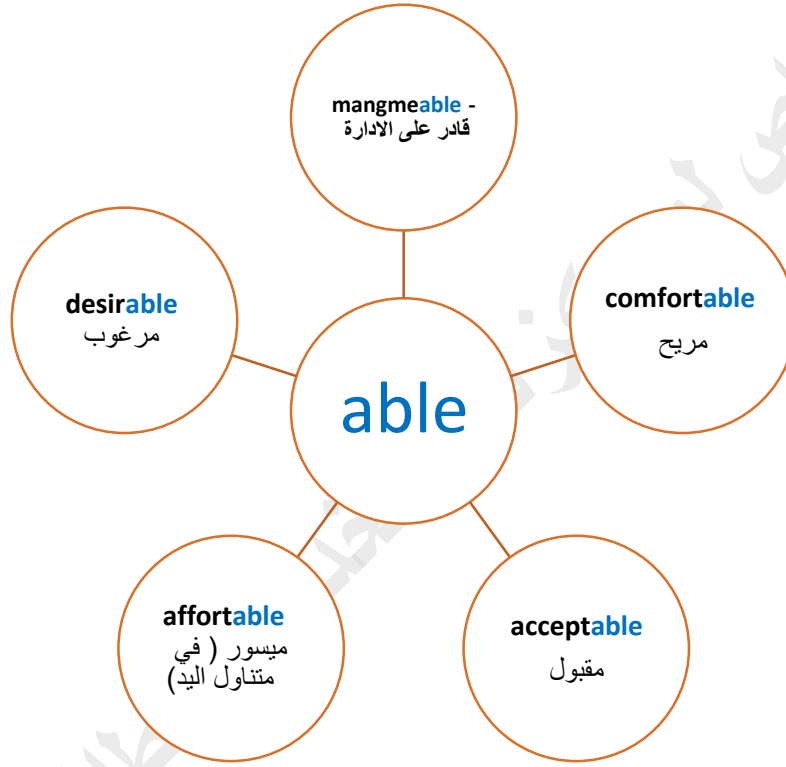 mangmeable -
قادر على الادارة
desirable
مرغوب
comfortable
مريح
able
affortable
ميسور ( في
متناول اليد)
acceptable
مقبول